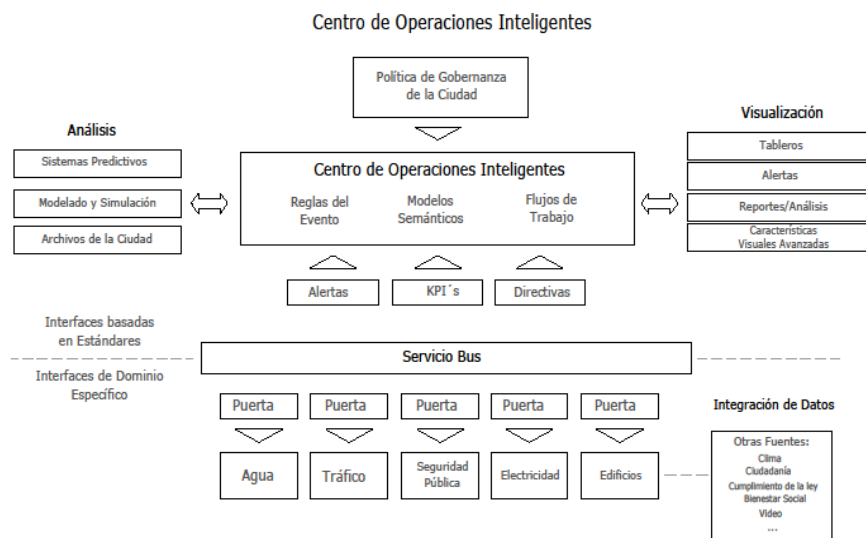 Centro de Operaciones Inteligentes
Política de Gobernanza
de la Ciudad
Análisis
Sistemas Predictivos
Modelado y Simulación
Archivos de la Ciudad
Centro de Operaciones Inteligentes
Reglas del
Evento
Modelos
Semánticos
Flujos de
Trabajo
Visualización
Tableros
Alertas
Reportes/Análisis
Características
Visuales Avanzadas
Alertas
KPI´s
Directivas
Interfaces basadas
en Estándares
Servicio Bus
Interfaces de Dominio
Específico
Puerta
Puerta
Puerta
Puerta
Puerta
Agua
Tráfico
Seguridad
Pública
Electricidad
Edificios
Integración de Datos
Otras Fuentes:
Clima
Ciudadanía
Cumplimiento de la ley
Bienestar Social
Video
...